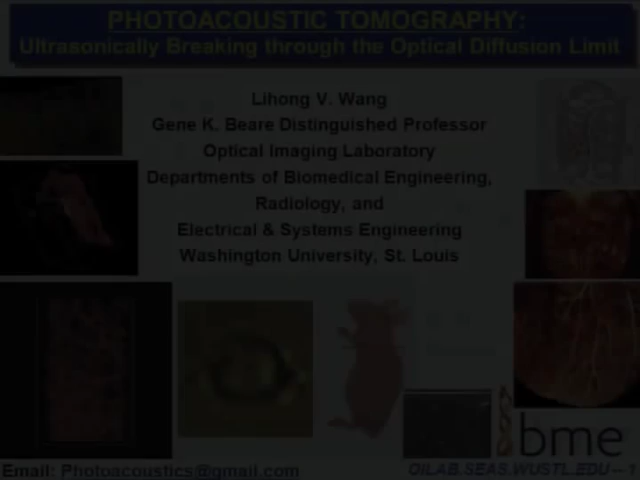 PHOTOACOUSTIC TOMOGRAPHY:
Ultrasonically Breaking through the Optical Diffusion Limit
Lihong V. Wang
Gene K. Beare Distinguished Professor
Optical Imaging Laboratory
Departments of Biomedical Engineering,
Radiology, and
Electrical & Systems Engineering
Washington University, St. Louis
bme
Email: Photoacoustics@gmail.com
OILAB.SEAS.WUSTL.EDU – 1